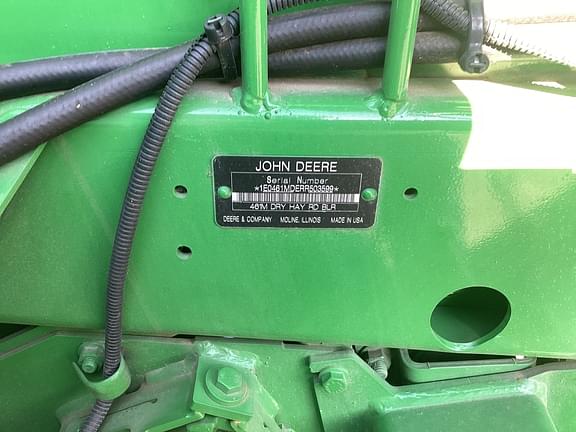 JOHN DEERE
Serial Number
*1E0461MDERR503599*
461M DRY HAY RD BLR
DEERE & COMPANY MOLINE, ILLINOIS MADE IN USA